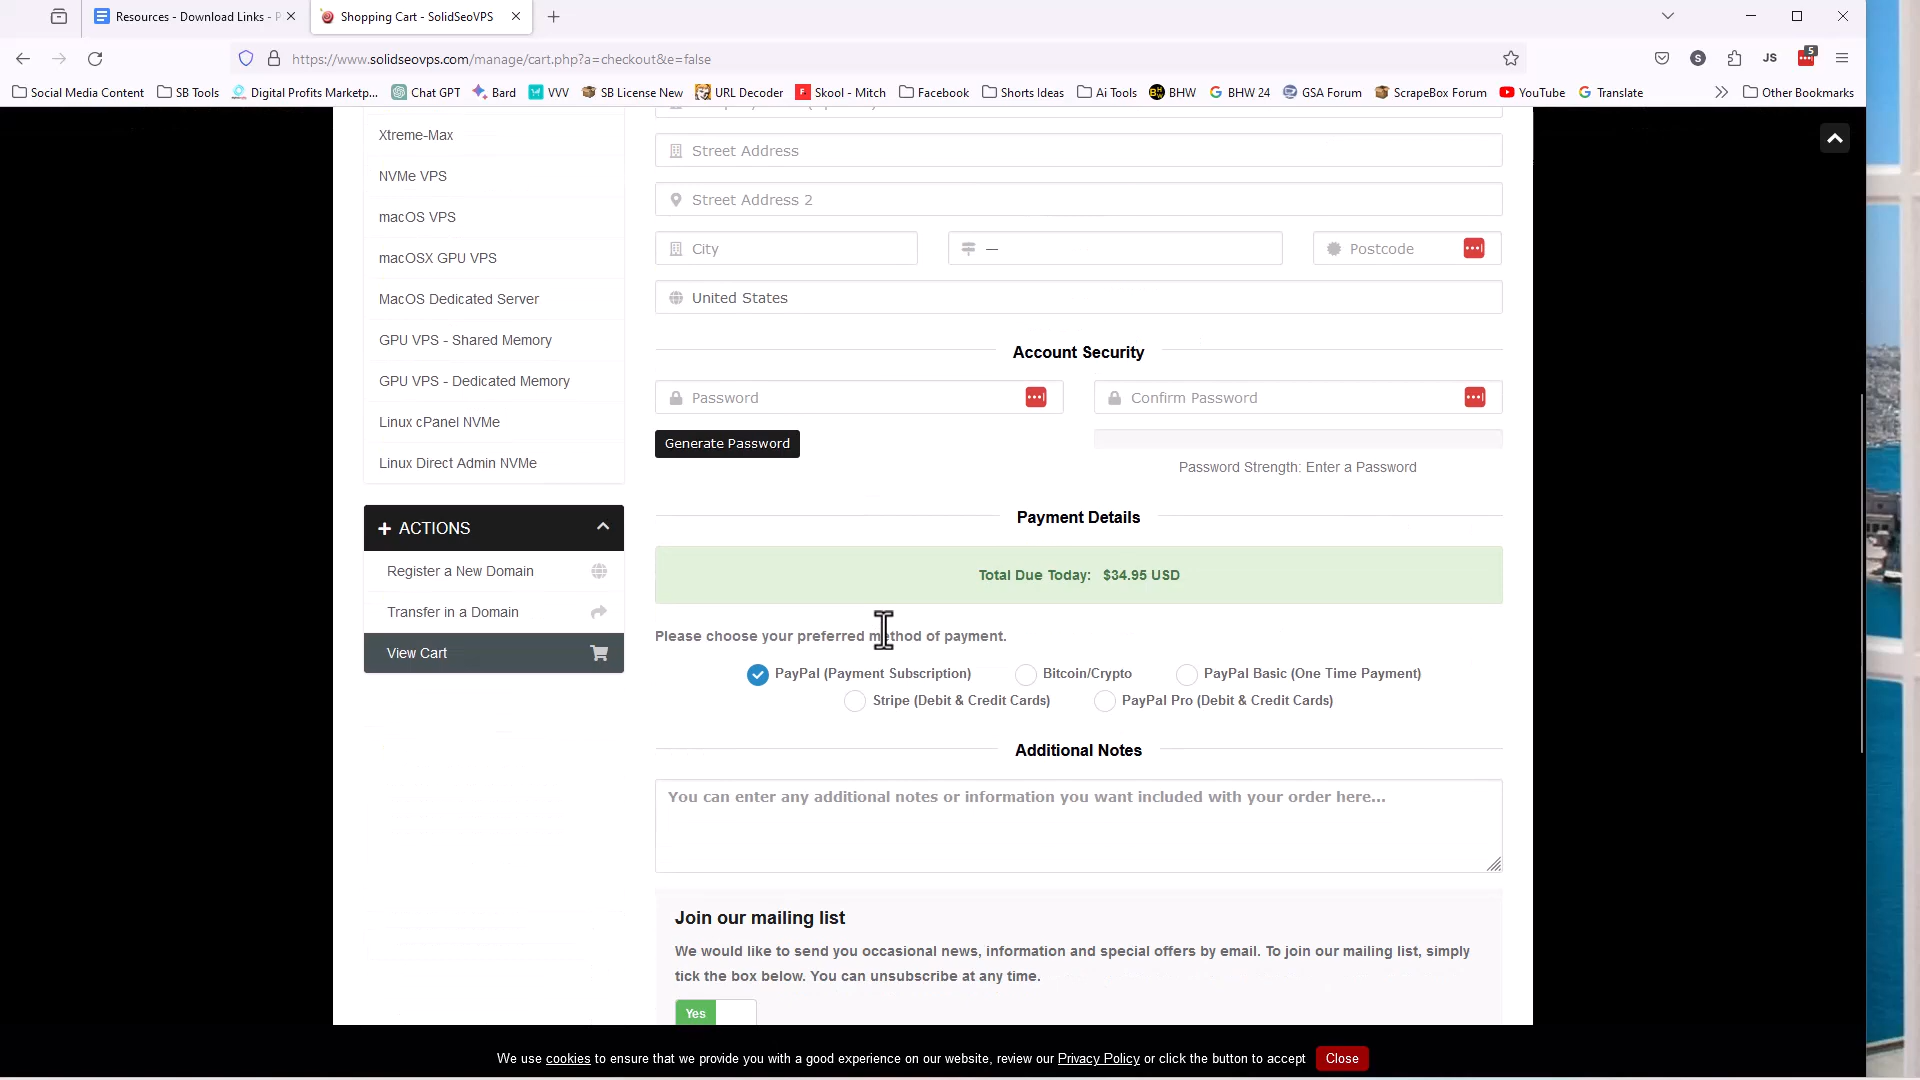 Resources - Download Links - P
Shopping Cart - SolidSeoVPS
https://www.solidseovps.com/manage/cart.php?a=checkout&e=false
S
JS
5
Social Media Content
SB Tools
Digital Profits Marketp...
Chat GPT
Bard
VVV
SB License New
URL Decoder
Skool - Mitch
Facebook
Shorts Ideas
Ai Tools
BHW
BHW 24
GSA Forum
ScrapeBox Forum
YouTube
Translate
Other Bookmarks
Xtreme-Max
NVMe VPS
macOS VPS
macOSX GPU VPS
MacOS Dedicated Server
GPU VPS - Shared Memory
GPU VPS - Dedicated Memory
Linux cPanel NVMe
Linux Direct Admin NVMe
ACTIONS
Register a New Domain
Transfer in a Domain
View Cart
Street Address
Street Address 2
City
—
Postcode
United States
Account Security
Password
Confirm Password
Generate Password
Password Strength: Enter a Password
Payment Details
Total Due Today: $34.95 USD
Please choose your preferred method of payment.
PayPal (Payment Subscription)
Bitcoin/Crypto
PayPal Basic (One Time Payment)
Stripe (Debit & Credit Cards)
PayPal Pro (Debit & Credit Cards)
Additional Notes
You can enter any additional notes or information you want included with your order here...
Join our mailing list
We would like to send you occasional news, information and special offers by email. To join our mailing list, simply
tick the box below. You can unsubscribe at any time.
Yes
We use cookies to ensure that we provide you with a good experience on our website, review our Privacy Policy or click the button to accept
Close